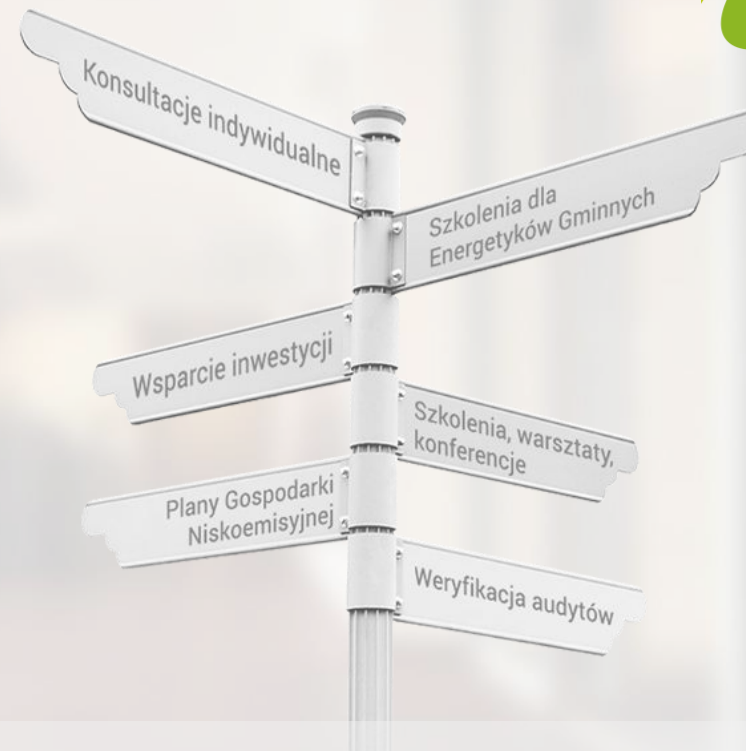 Konsultacje indywidualne
Szkolenia dla
Energetyków Gminnych
Wsparcie inwestycji
Szkolenia, warsztaty,
konferencje
Plany Gospodarki
Niskoemisyjnej
Weryfikacja audytów